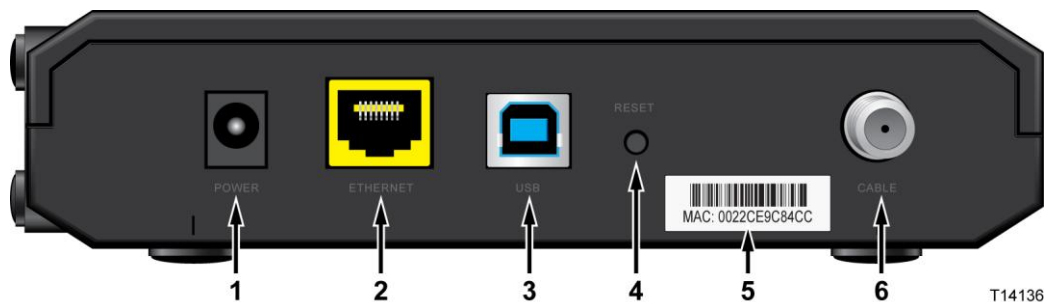 RESET
POWER
ETHERNET
USB
CABLE
MAC: 0022CE9C84CC
1 2 3 4 5 6
T14136